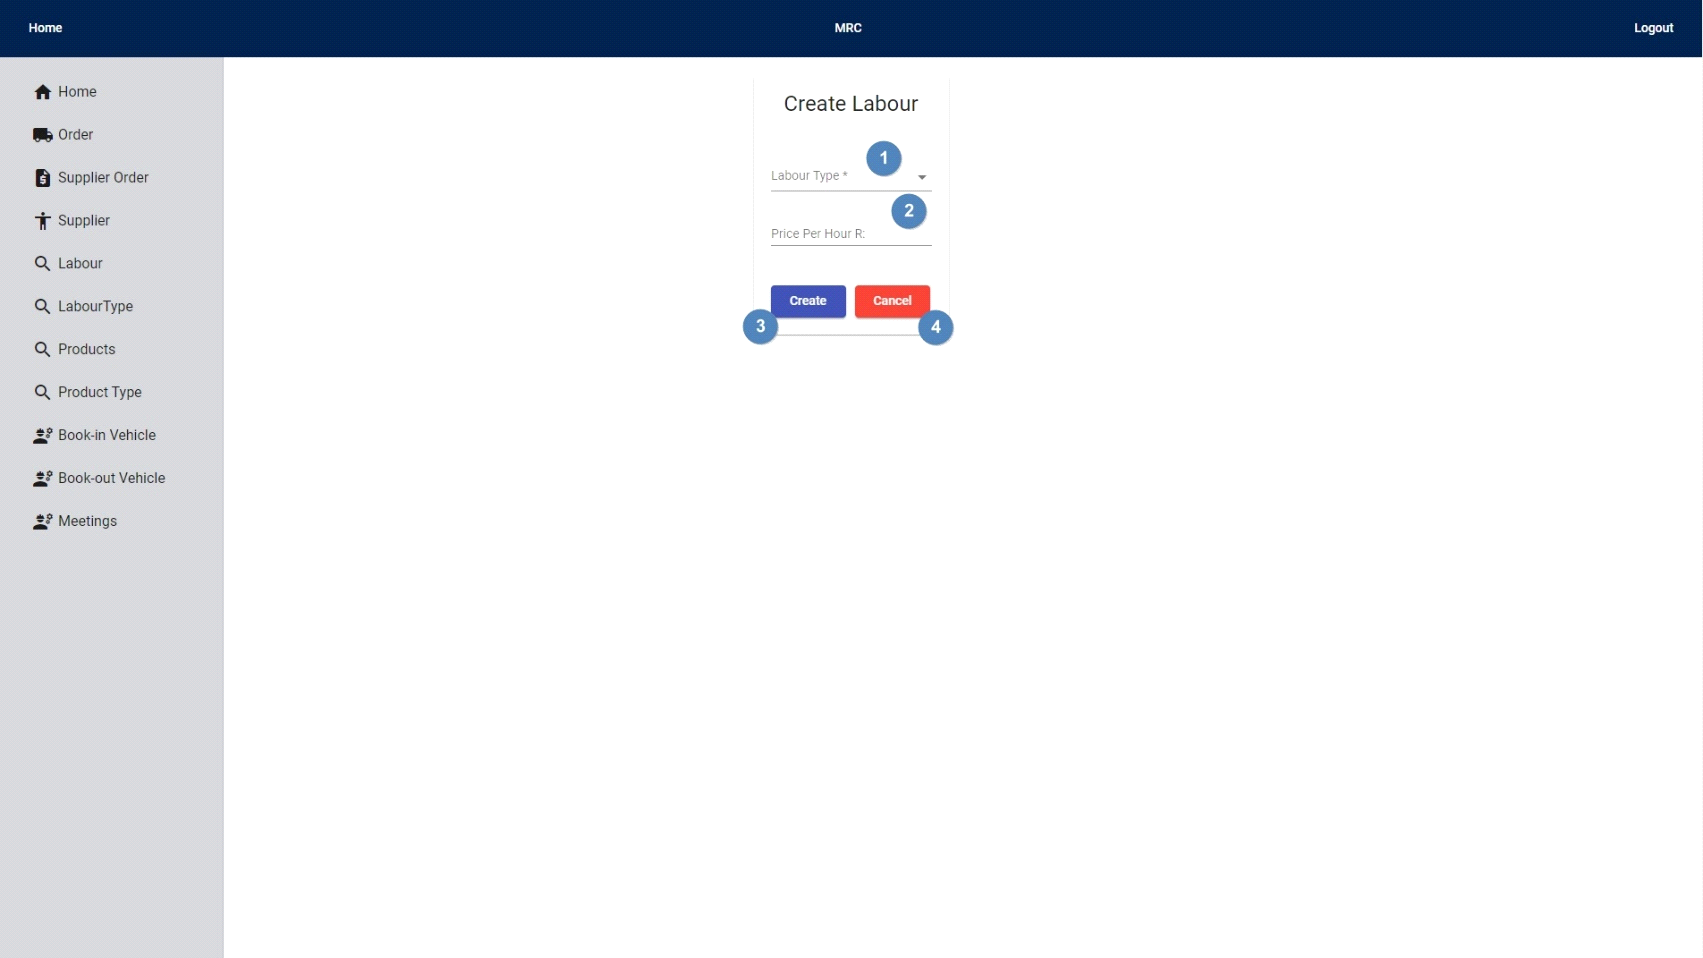 Home MRC Logout
Home
Order
Supplier Order
Supplier
Labour
LabourType
Products
Product Type
Book-in Vehicle
Book-out Vehicle
Meetings
Create Labour
1
Labour Type *
2
Price Per Hour R:
Create Cancel
3 4